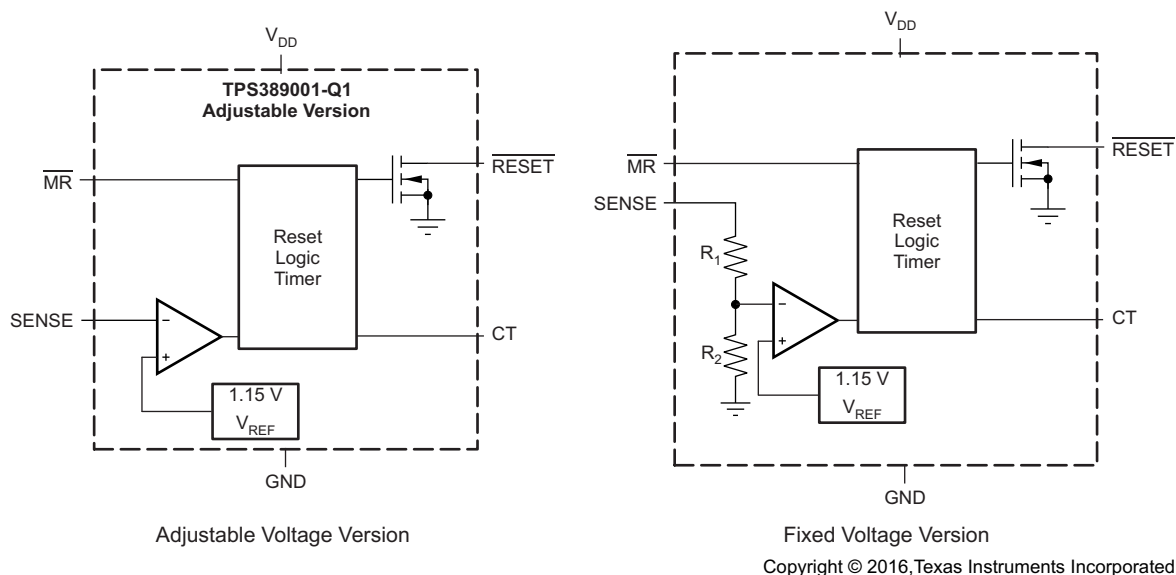 V_DD
TPS389001-Q1
Adjustable Version
MR
RESET
Reset
Logic
Timer
SENSE
−
+
CT
1.15 V
V_REF
GND
Adjustable Voltage Version
V_DD
MR
RESET
SENSE
Reset
Logic
Timer
R_1
−
+
CT
R_2
1.15 V
V_REF
GND
Fixed Voltage Version
Copyright © 2016,Texas Instruments Incorporated